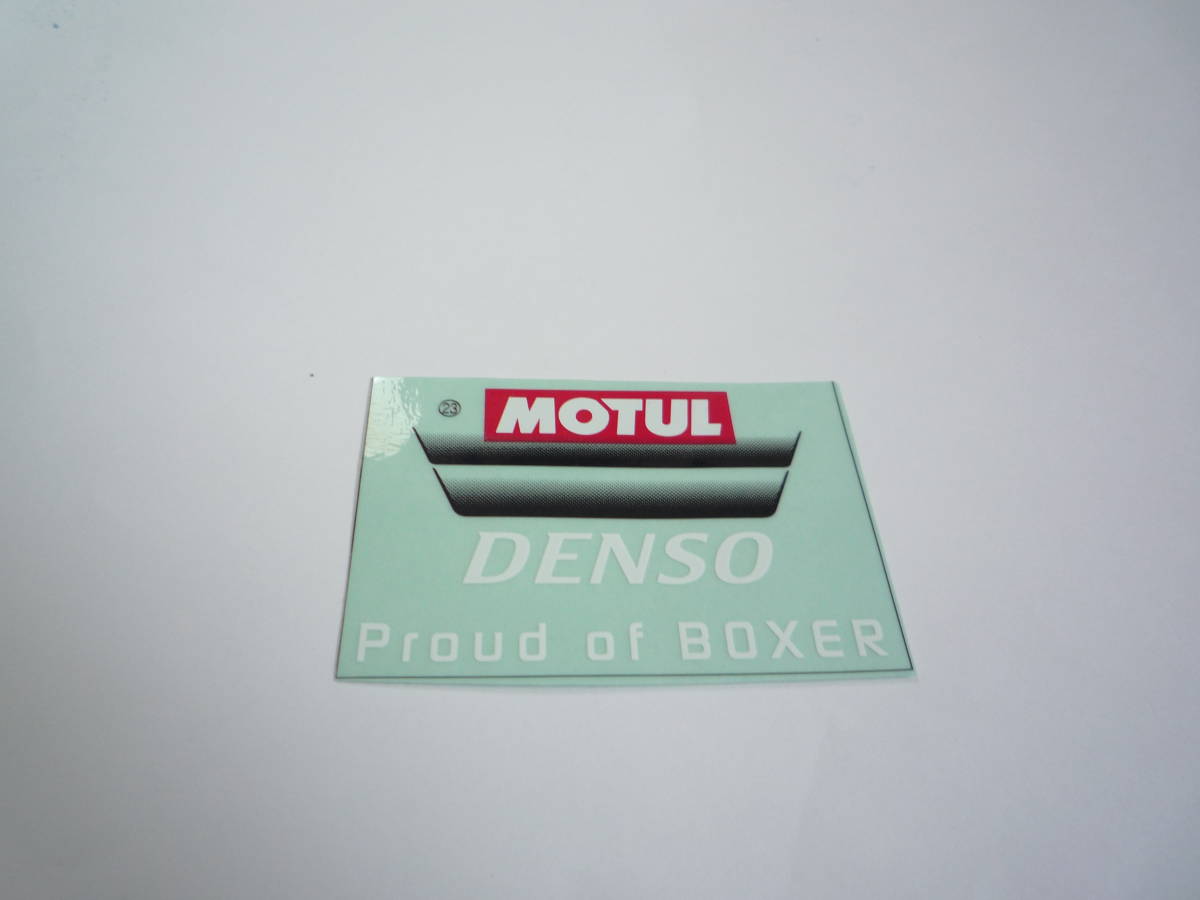 ㉓ MOTUL
DENSO
Proud of BOXER